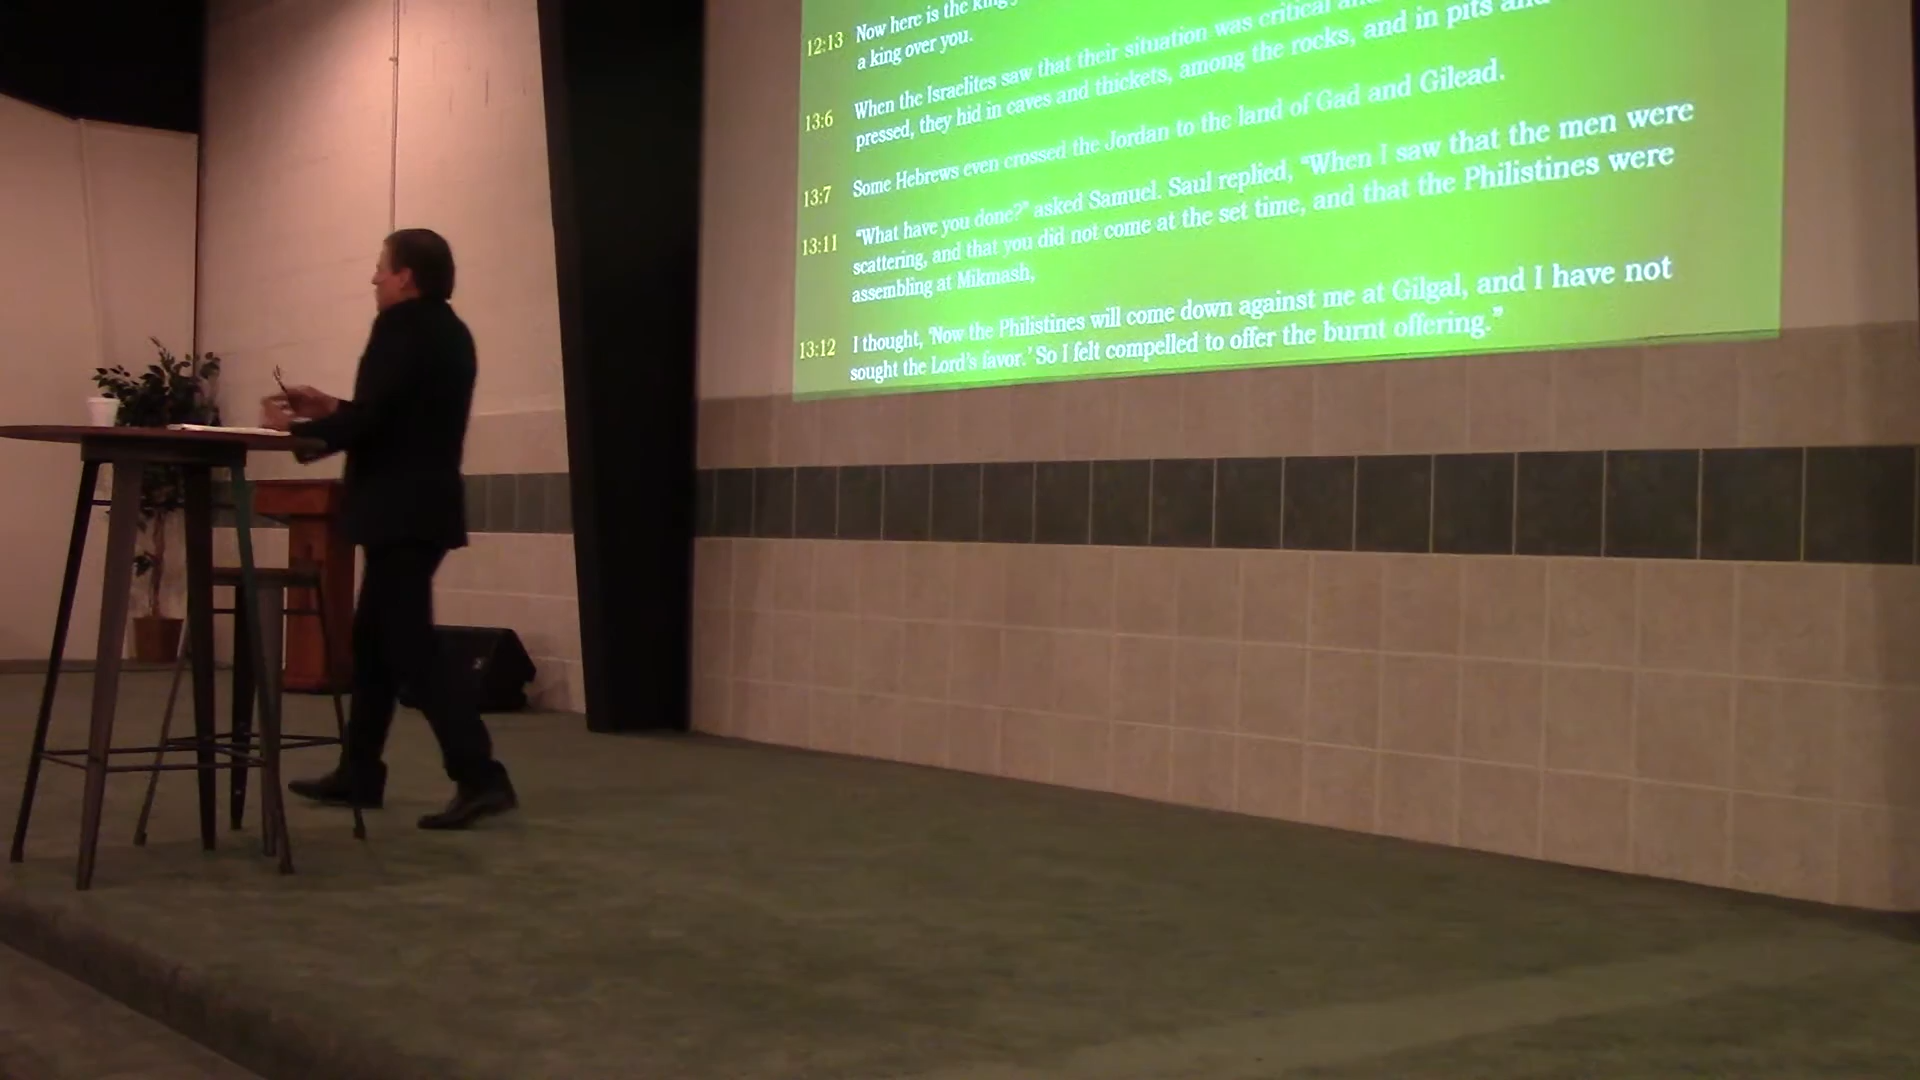 12:13 Now here is the king
a king over you.
13:6 When the Israelites saw that their situation was critical
pressed, they hid in caves and thickets, among the rocks, and in pits and
13:7 Some Hebrews even crossed the Jordan to the land of Gad and Gilead.
13:11 “What have you done?” asked Samuel. Saul replied, “When I saw that the men were
scattering, and that you did not come at the set time, and that the Philistines were
assembling at Mikmash,
13:12 I thought, ‘Now the Philistines will come down against me at Gilgal, and I have not
sought the Lord’s favor.’ So I felt compelled to offer the burnt offering.”